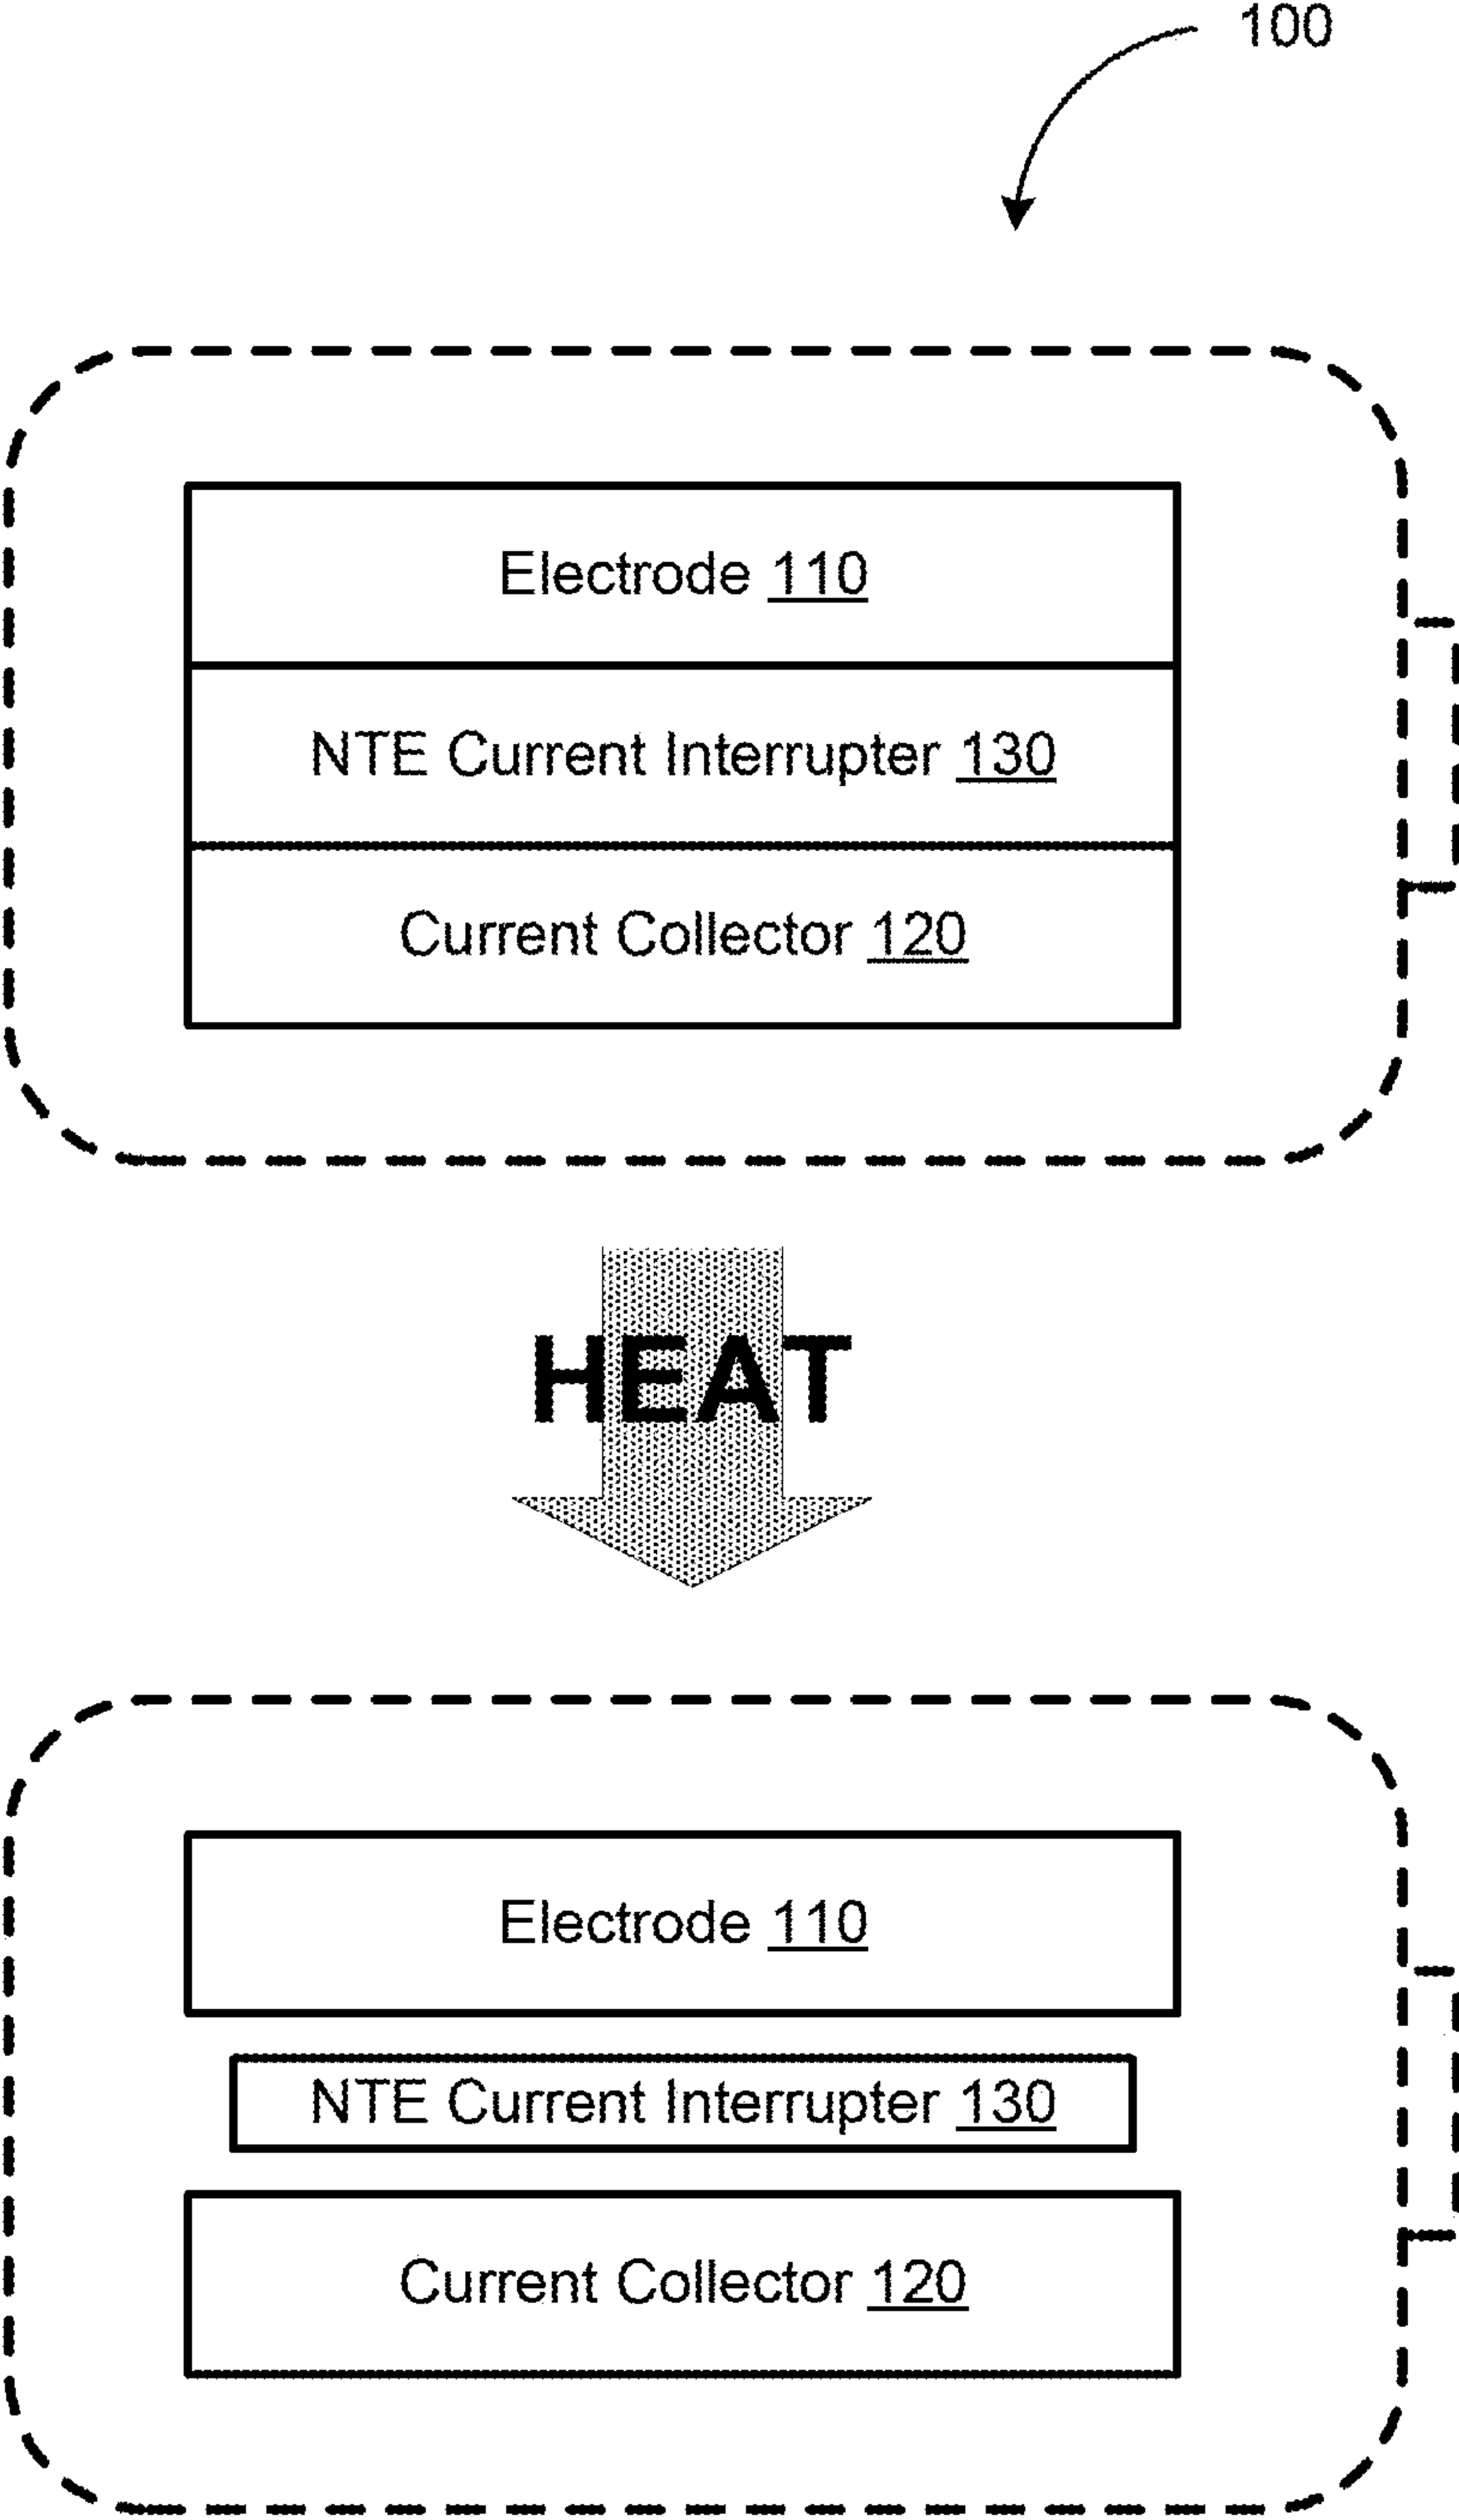 100
Electrode 110
NTE Current Interrupter 130
Current Collector 120
HEAT
Electrode 110
NTE Current Interrupter 130
Current Collector 120